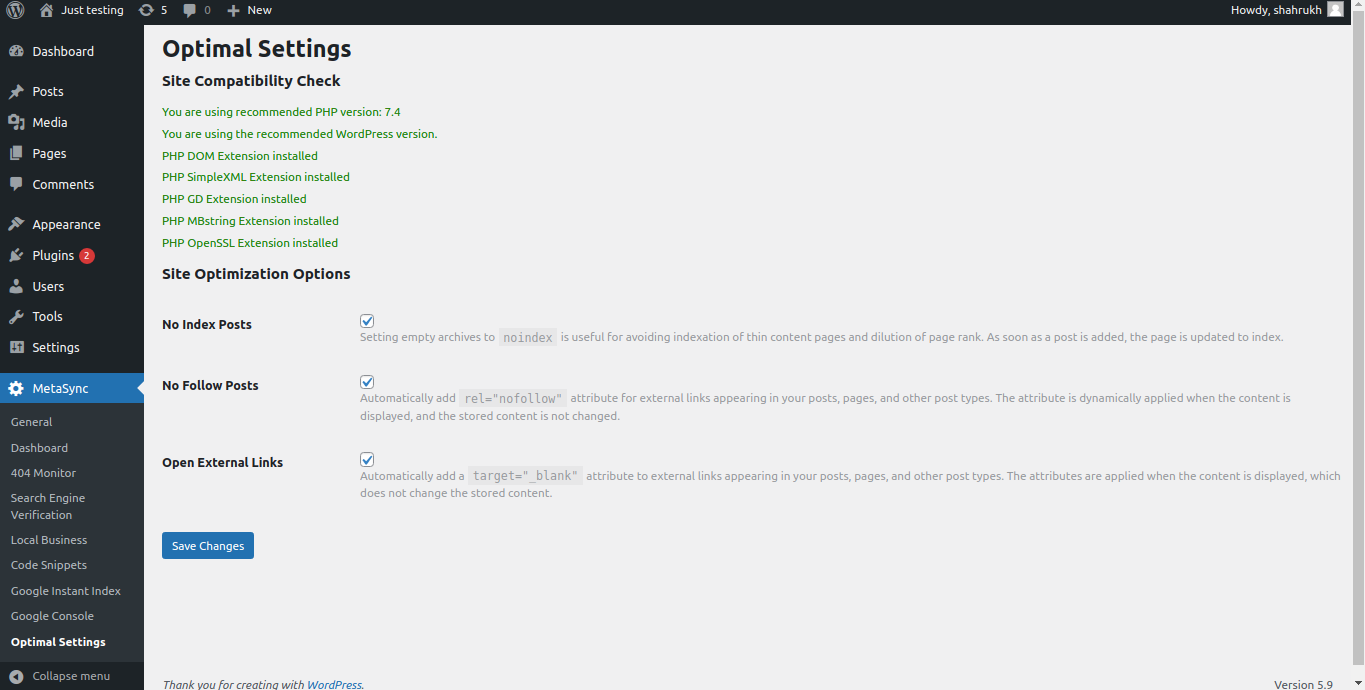 Just testing 5 0 New Howdy, shahrukh
Dashboard
Posts
Media
Pages
Comments
Appearance
Plugins 2
Users
Tools
Settings
MetaSync
General
Dashboard
404 Monitor
Search Engine
Verification
Local Business
Code Snippets
Google Instant Index
Google Console
Optimal Settings
Collapse menu
Optimal Settings
Site Compatibility Check
You are using recommended PHP version: 7.4
You are using the recommended WordPress version.
PHP DOM Extension installed
PHP SimpleXML Extension installed
PHP GD Extension installed
PHP MBstring Extension installed
PHP OpenSSL Extension installed
Site Optimization Options
No Index Posts
Setting empty archives to noindex is useful for avoiding indexation of thin content pages and dilution of page rank. As soon as a post is added, the page is updated to index.
No Follow Posts
Automatically add rel="nofollow" attribute for external links appearing in your posts, pages, and other post types. The attribute is dynamically applied when the content is
displayed, and the stored content is not changed.
Open External Links
Automatically add a target="_blank" attribute to external links appearing in your posts, pages, and other post types. The attributes are applied when the content is displayed, which
does not change the stored content.
Save Changes
Thank you for creating with WordPress. Version 5.9